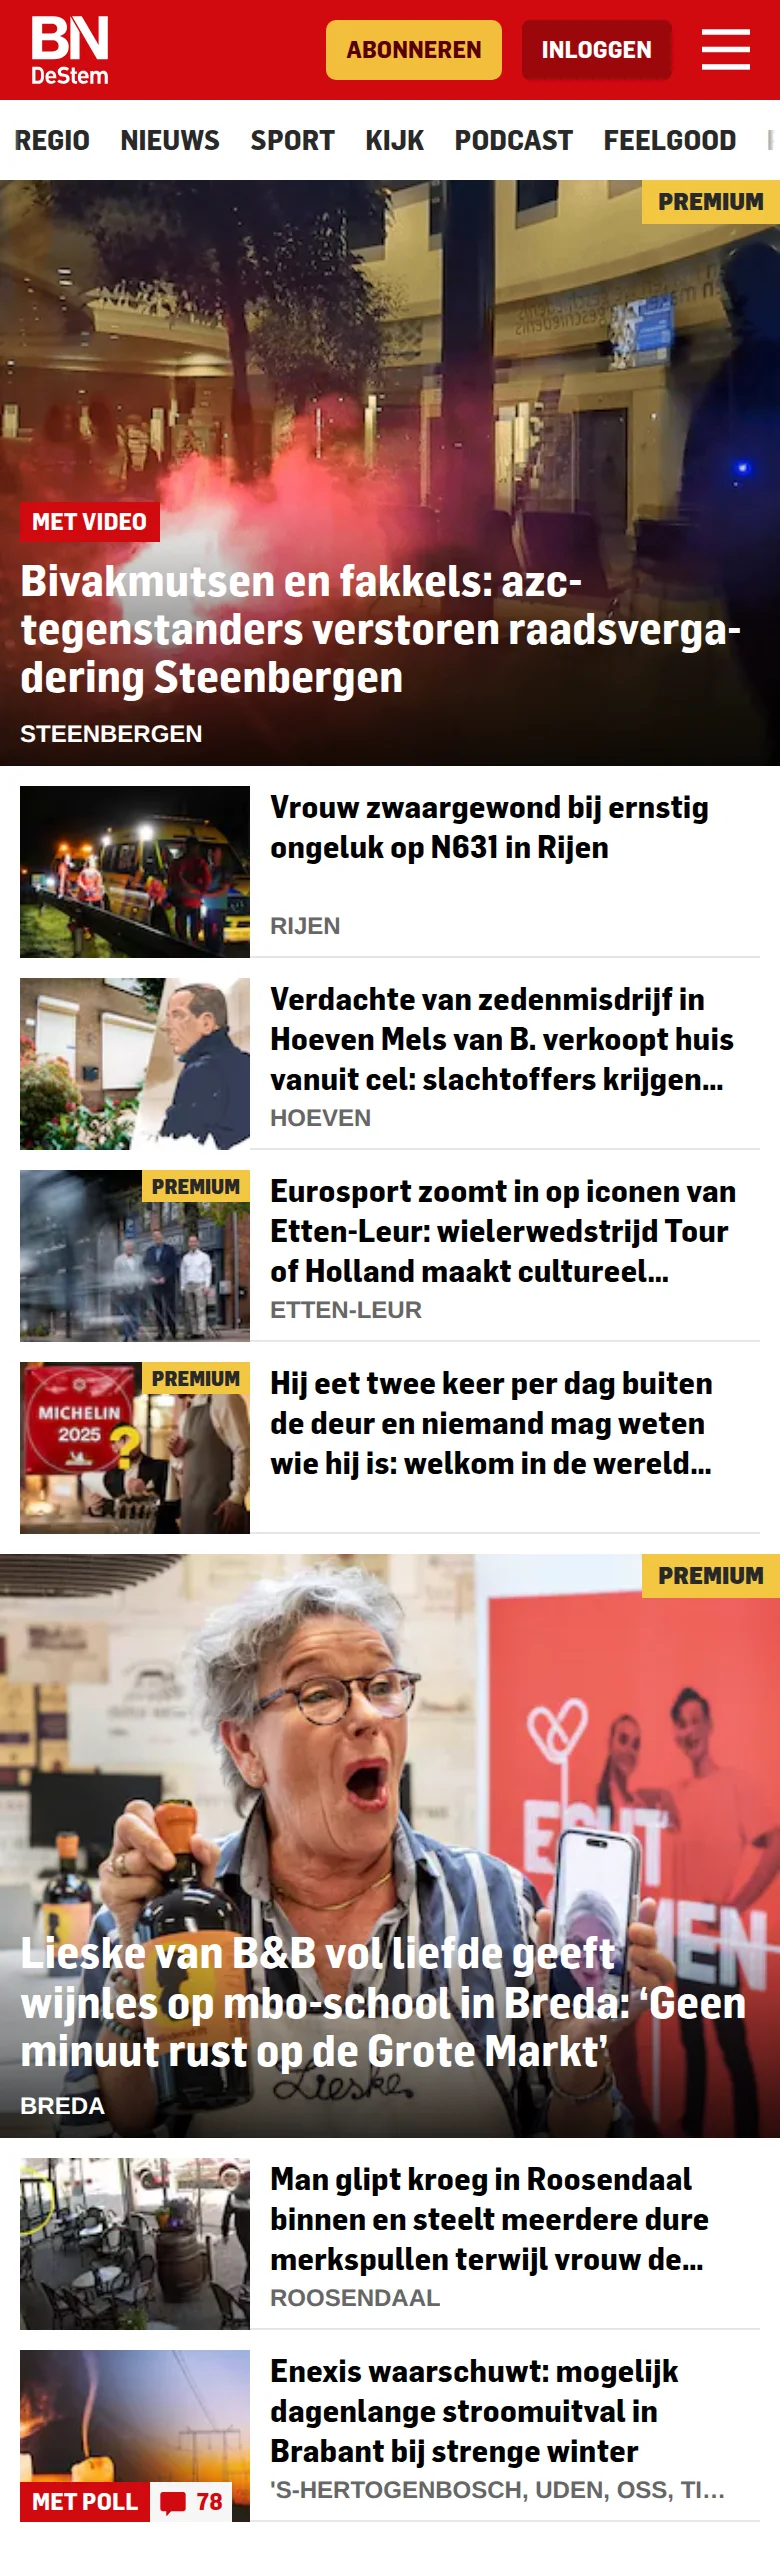 BN
DeStem
ABONNEREN
INLOGGEN
REGIO NIEUWS SPORT KIJK PODCAST FEELGOOD
PREMIUM
MET VIDEO
Bivakmutsen en fakkels: azc-
tegenstanders verstoren raadsverga-
dering Steenbergen
STEENBERGEN
Vrouw zwaargewond bij ernstig
ongeluk op N631 in Rijen
RIJEN
Verdachte van zedenmisdrijf in
Hoeven Mels van B. verkoopt huis
vanuit cel: slachtoffers krijgen...
HOEVEN
PREMIUM
Eurosport zoomt in op iconen van
Etten-Leur: wielerwedstrijd Tour
of Holland maakt cultureel...
ETTEN-LEUR
PREMIUM
MICHELIN
2025
?
Hij eet twee keer per dag buiten
de deur en niemand mag weten
wie hij is: welkom in de wereld...
PREMIUM
Lieske van B&B vol liefde geeft
wijnles op mbo-school in Breda: ‘Geen
minuut rust op de Grote Markt’
Lieske
BREDA
Man glipt kroeg in Roosendaal
binnen en steelt meerdere dure
merkspullen terwijl vrouw de...
ROOSENDAAL
Enexis waarschuwt: mogelijk
dagenlange stroomuitval in
Brabant bij strenge winter
'S-HERTOGENBOSCH, UDEN, OSS, TI...
MET POLL
78